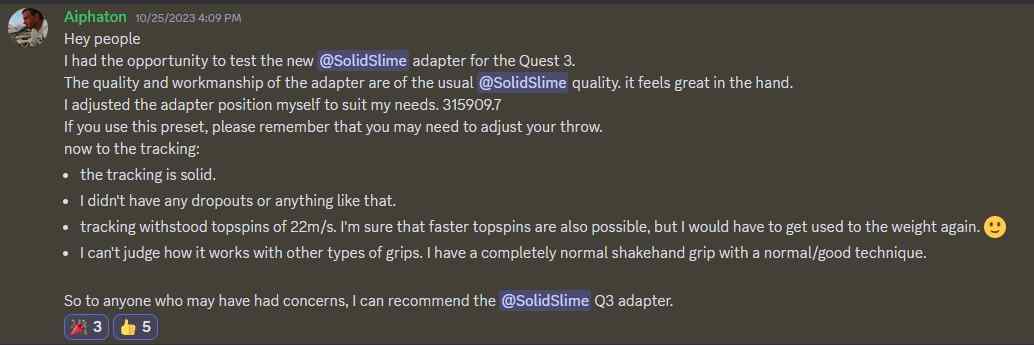 Aiphaton 10/25/2023 4:09 PM
Hey people
I had the opportunity to test the new @SolidSlime adapter for the Quest 3.
The quality and workmanship of the adapter are of the usual @SolidSlime quality. it feels great in the hand.
I adjusted the adapter position myself to suit my needs. 315909.7
If you use this preset, please remember that you may need to adjust your throw.
now to the tracking:
• the tracking is solid.
• I didn't have any dropouts or anything like that.
• tracking withstood topspins of 22m/s. I'm sure that faster topspins are also possible, but I would have to get used to the weight again. 🙂
• I can't judge how it works with other types of grips. I have a completely normal shakehand grip with a normal/good technique.
So to anyone who may have had concerns, I can recommend the @SolidSlime Q3 adapter.
🎉 3 👍 5